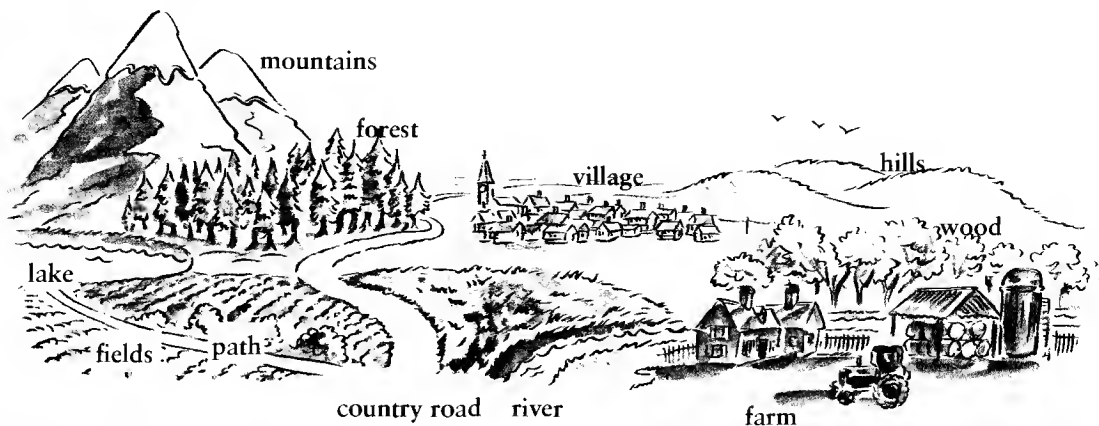 mountains
forest
village
hills
wood
lake
fields
path
country road
river
farm